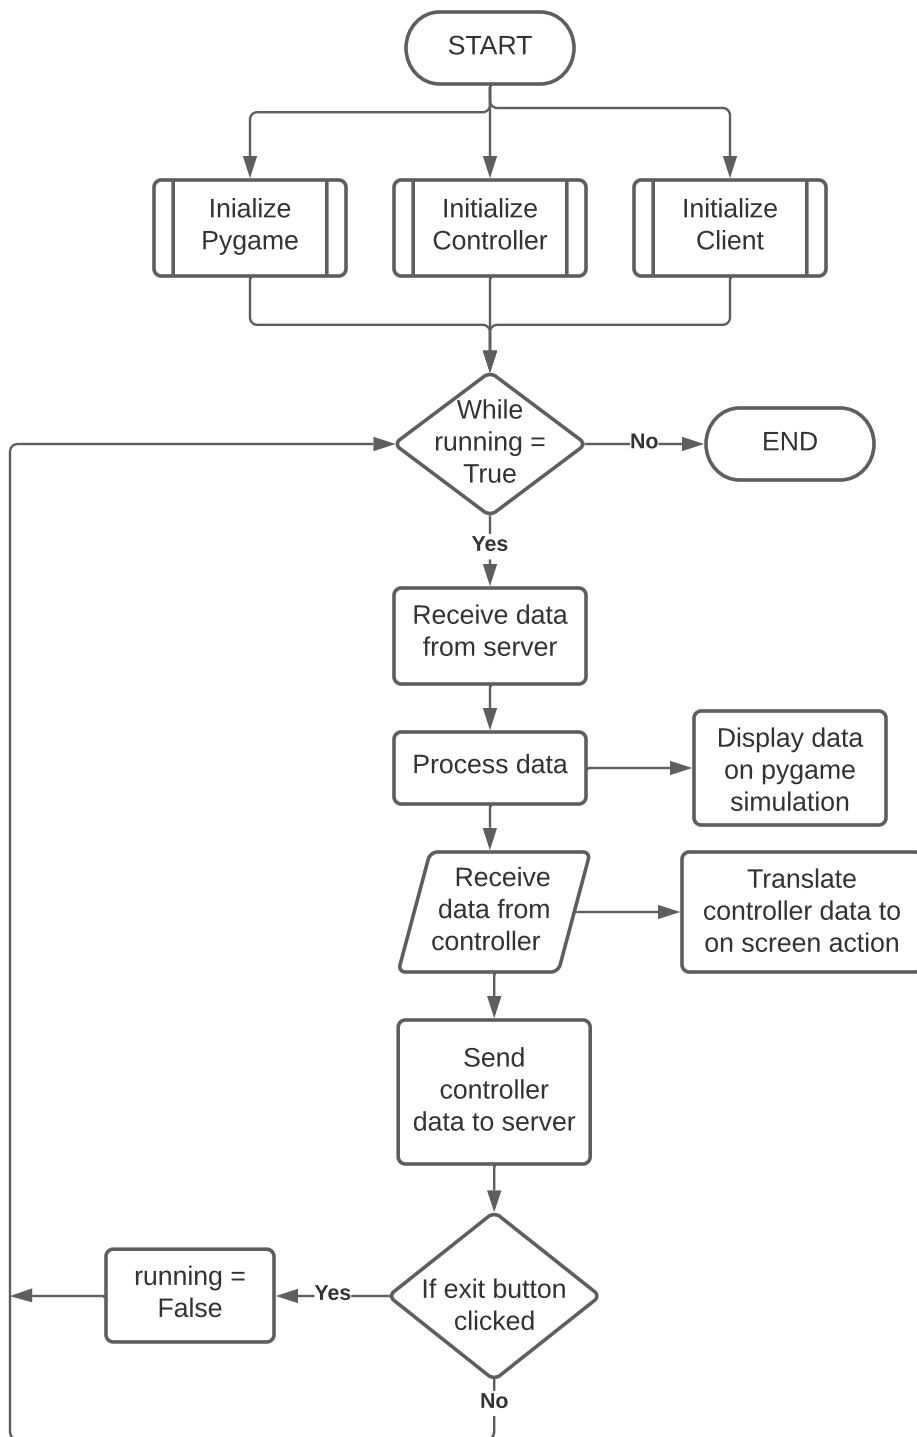 START
Inialize
Pygame
Initialize
Controller
Initialize
Client
While
running =
True
No
END
Yes
Receive data
from server
Process data
Display data
on pygame
simulation
Receive
data from
controller
Translate
controller data to
on screen action
Send
controller
data to server
running =
False
Yes
If exit button
clicked
No